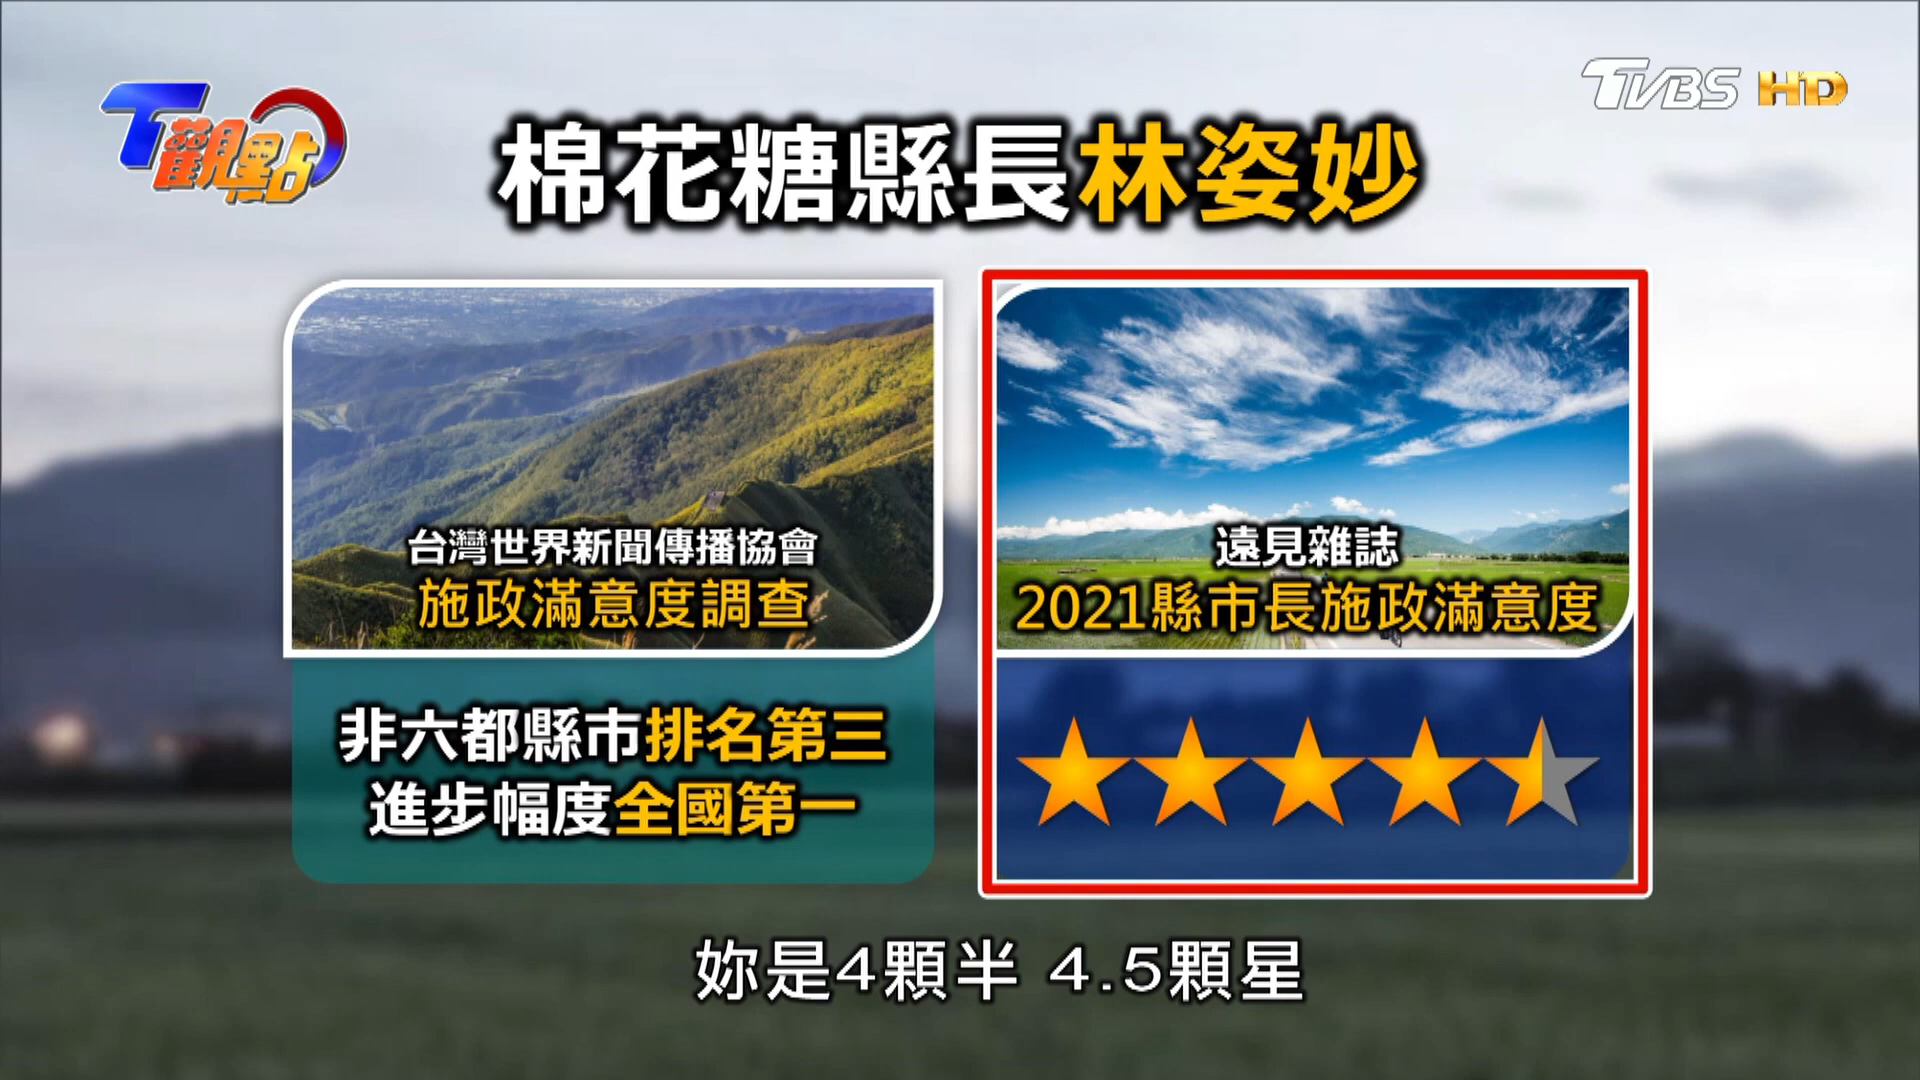 T觀點
TVBS HD
棉花糖縣長林姿妙
台灣世界新聞傳播協會
施政滿意度調查
非六都縣市排名第三
進步幅度全國第一
遠見雜誌
2021縣市長施政滿意度
妳是4顆半 4.5顆星